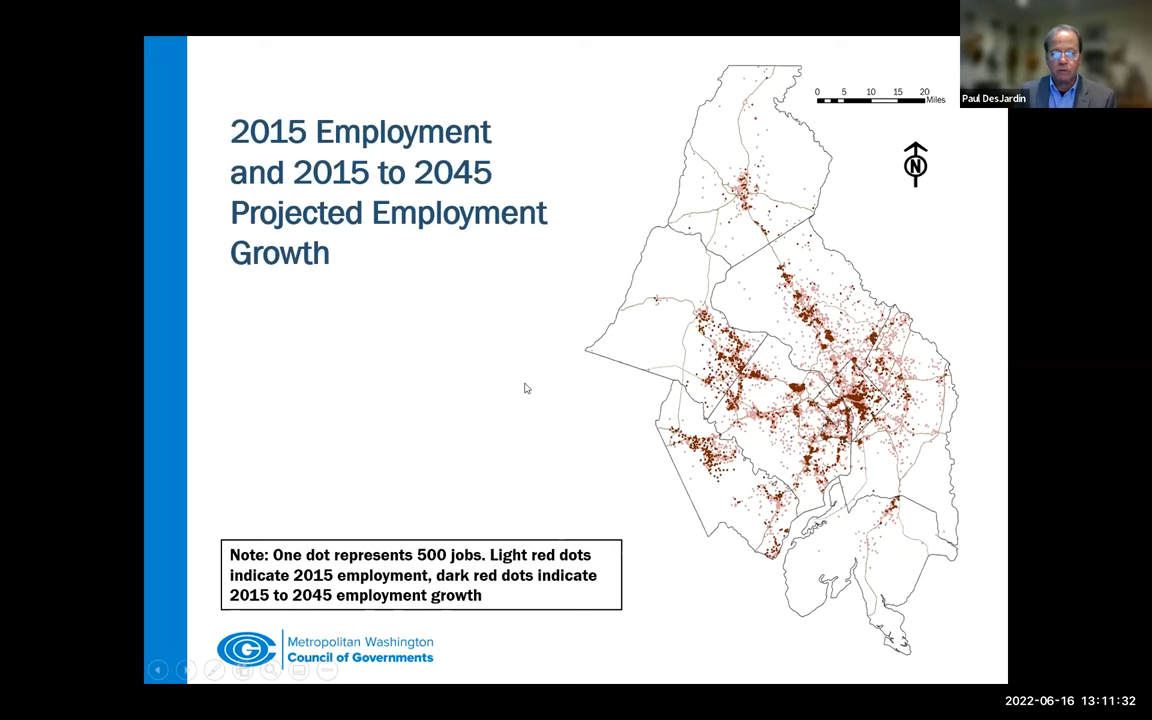 2015 Employment
and 2015 to 2045
Projected Employment
Growth
0 5 10 15 20
Miles
N
Paul DesJardin
Note: One dot represents 500 jobs. Light red dots
indicate 2015 employment, dark red dots indicate
2015 to 2045 employment growth
Metropolitan Washington
Council of Governments
2022-06-16 13:11:32